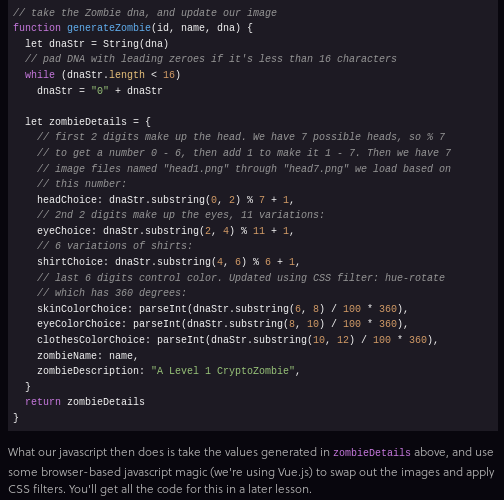 // take the Zombie dna, and update our image
function generateZombie(id, name, dna) {
  let dnaStr = String(dna)
  // pad DNA with leading zeroes if it's less than 16 characters
  while (dnaStr.length < 16)
    dnaStr = "0" + dnaStr

  let zombieDetails = {
    // first 2 digits make up the head. We have 7 possible heads, so % 7
    // to get a number 0 - 6, then add 1 to make it 1 - 7. Then we have 7
    // image files named "head1.png" through "head7.png" we load based on
    // this number:
    headChoice: dnaStr.substring(0, 2) % 7 + 1,
    // 2nd 2 digits make up the eyes, 11 variations:
    eyeChoice: dnaStr.substring(2, 4) % 11 + 1,
    // 6 variations of shirts:
    shirtChoice: dnaStr.substring(4, 6) % 6 + 1,
    // last 6 digits control color. Updated using CSS filter: hue-rotate
    // which has 360 degrees:
    skinColorChoice: parseInt(dnaStr.substring(6, 8) / 100 * 360),
    eyeColorChoice: parseInt(dnaStr.substring(8, 10) / 100 * 360),
    clothesColorChoice: parseInt(dnaStr.substring(10, 12) / 100 * 360),
    zombieName: name,
    zombieDescription: "A Level 1 CryptoZombie",
  }
  return zombieDetails
}
What our javascript then does is take the values generated in zombieDetails above, and use
some browser-based javascript magic (we're using Vue.js) to swap out the images and apply
CSS filters. You'll get all the code for this in a later lesson.